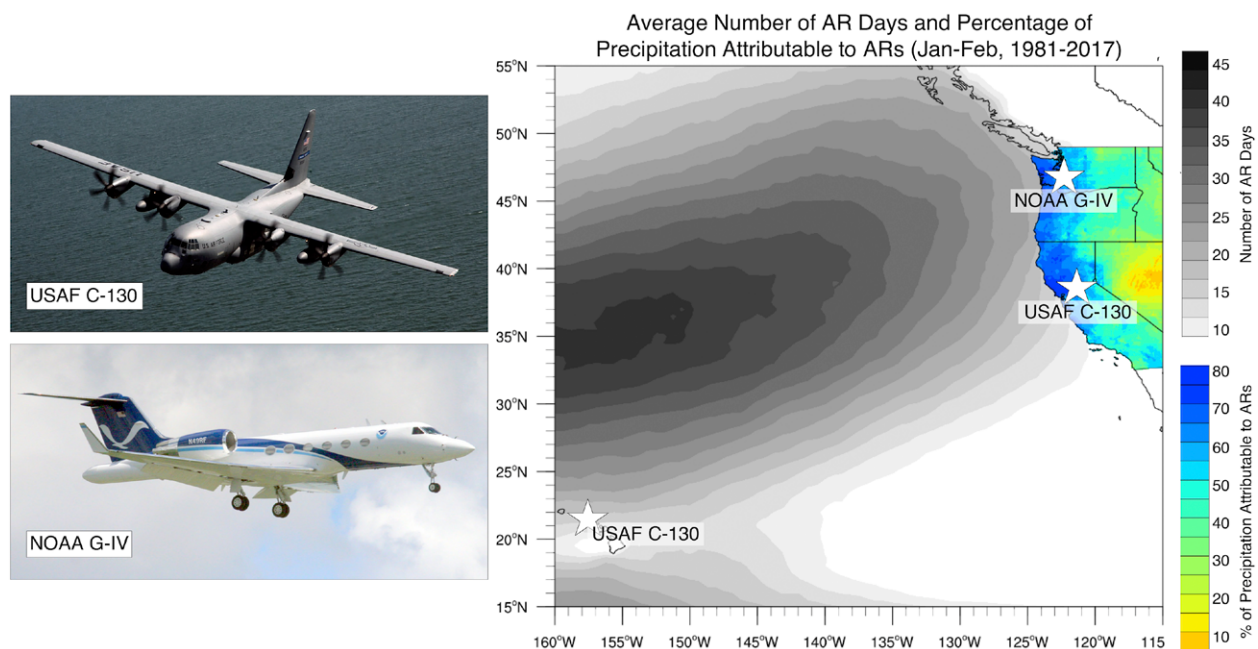 Average Number of AR Days and Percentage of
Precipitation Attributable to ARs (Jan-Feb, 1981-2017)
USAF C-130
NOAA G-IV
55°N
50°N
45°N
40°N
35°N
30°N
25°N
20°N
15°N
160°W 155°W 150°W 145°W 140°W 135°W 130°W 125°W 120°W 115
NOAA G-IV
USAF C-130
USAF C-130
45
40
35
30
25
20
15
10
Number of AR Days
80
70
60
50
40
30
20
10
% of Precipitation Attributable to ARs